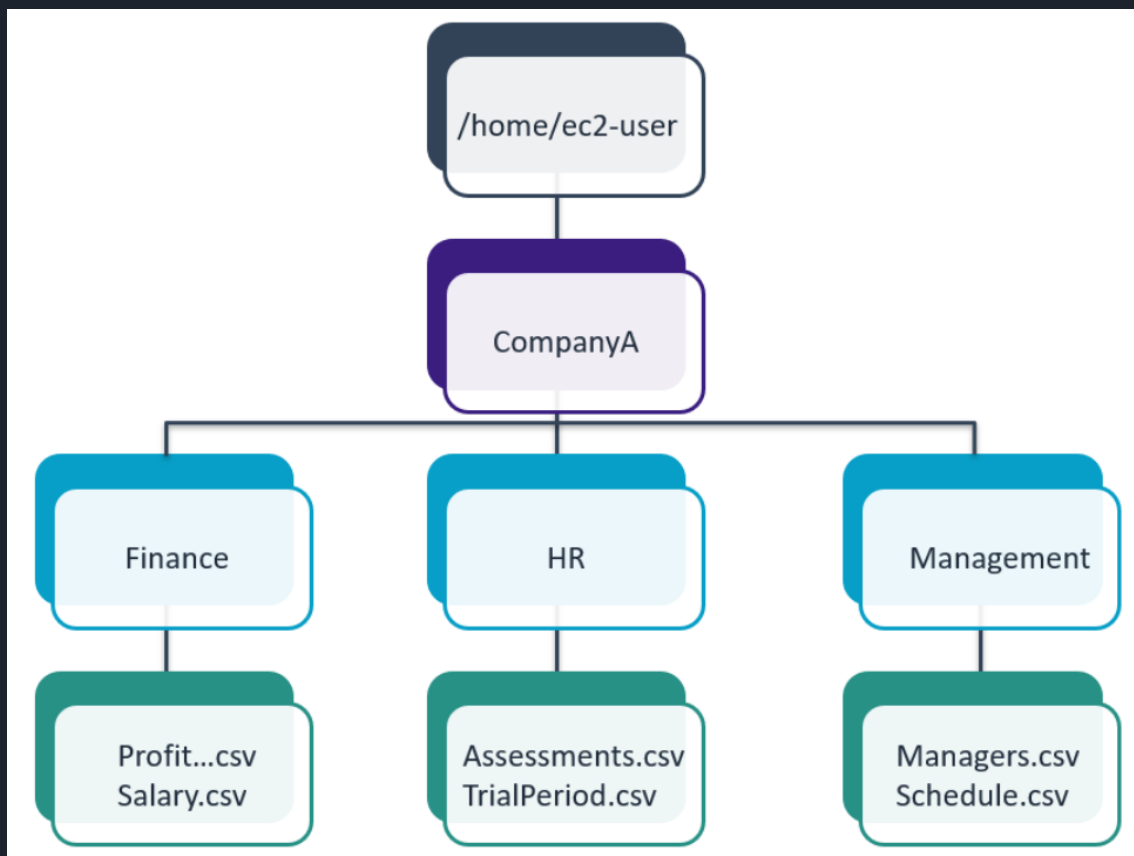 /home/ec2-user
CompanyA
Finance
HR
Management
Profit...csv
Salary.csv
Assessments.csv
TrialPeriod.csv
Managers.csv
Schedule.csv